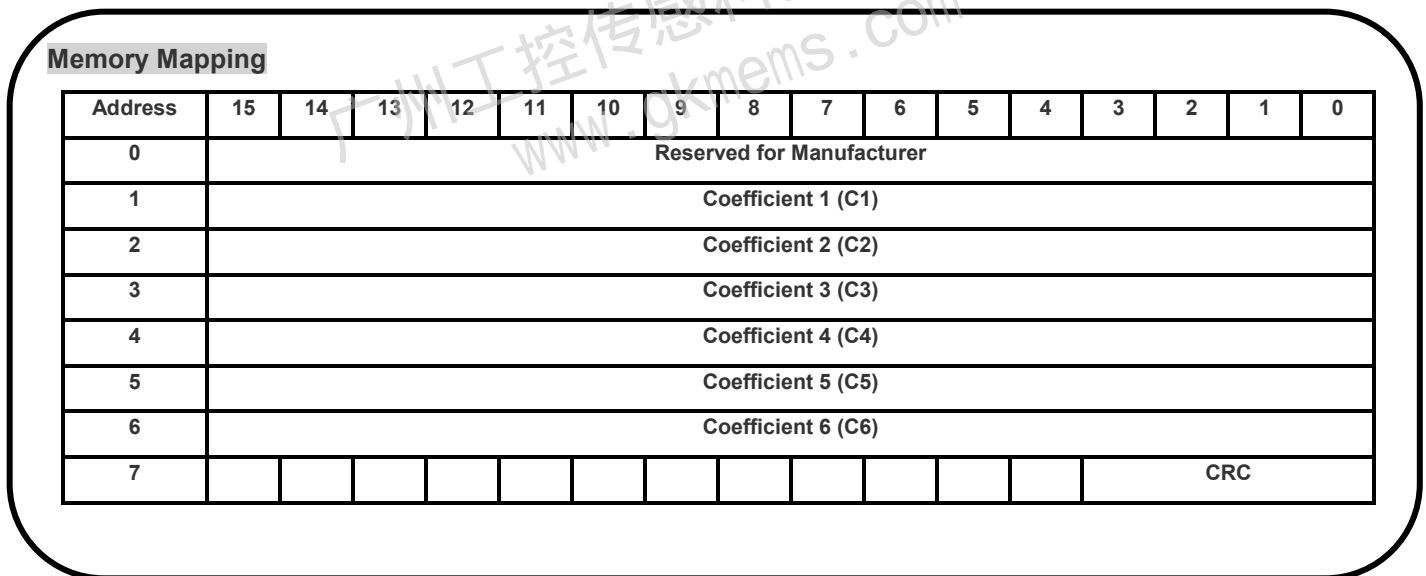 Memory Mapping
Address 15 14 13 12 11 10 9 8 7 6 5 4 3 2 1 0
0 Reserved for Manufacturer
1 Coefficient 1 (C1)
2 Coefficient 2 (C2)
3 Coefficient 3 (C3)
4 Coefficient 4 (C4)
5 Coefficient 5 (C5)
6 Coefficient 6 (C6)
7 CRC
广州工控传感
www.gkmems.com